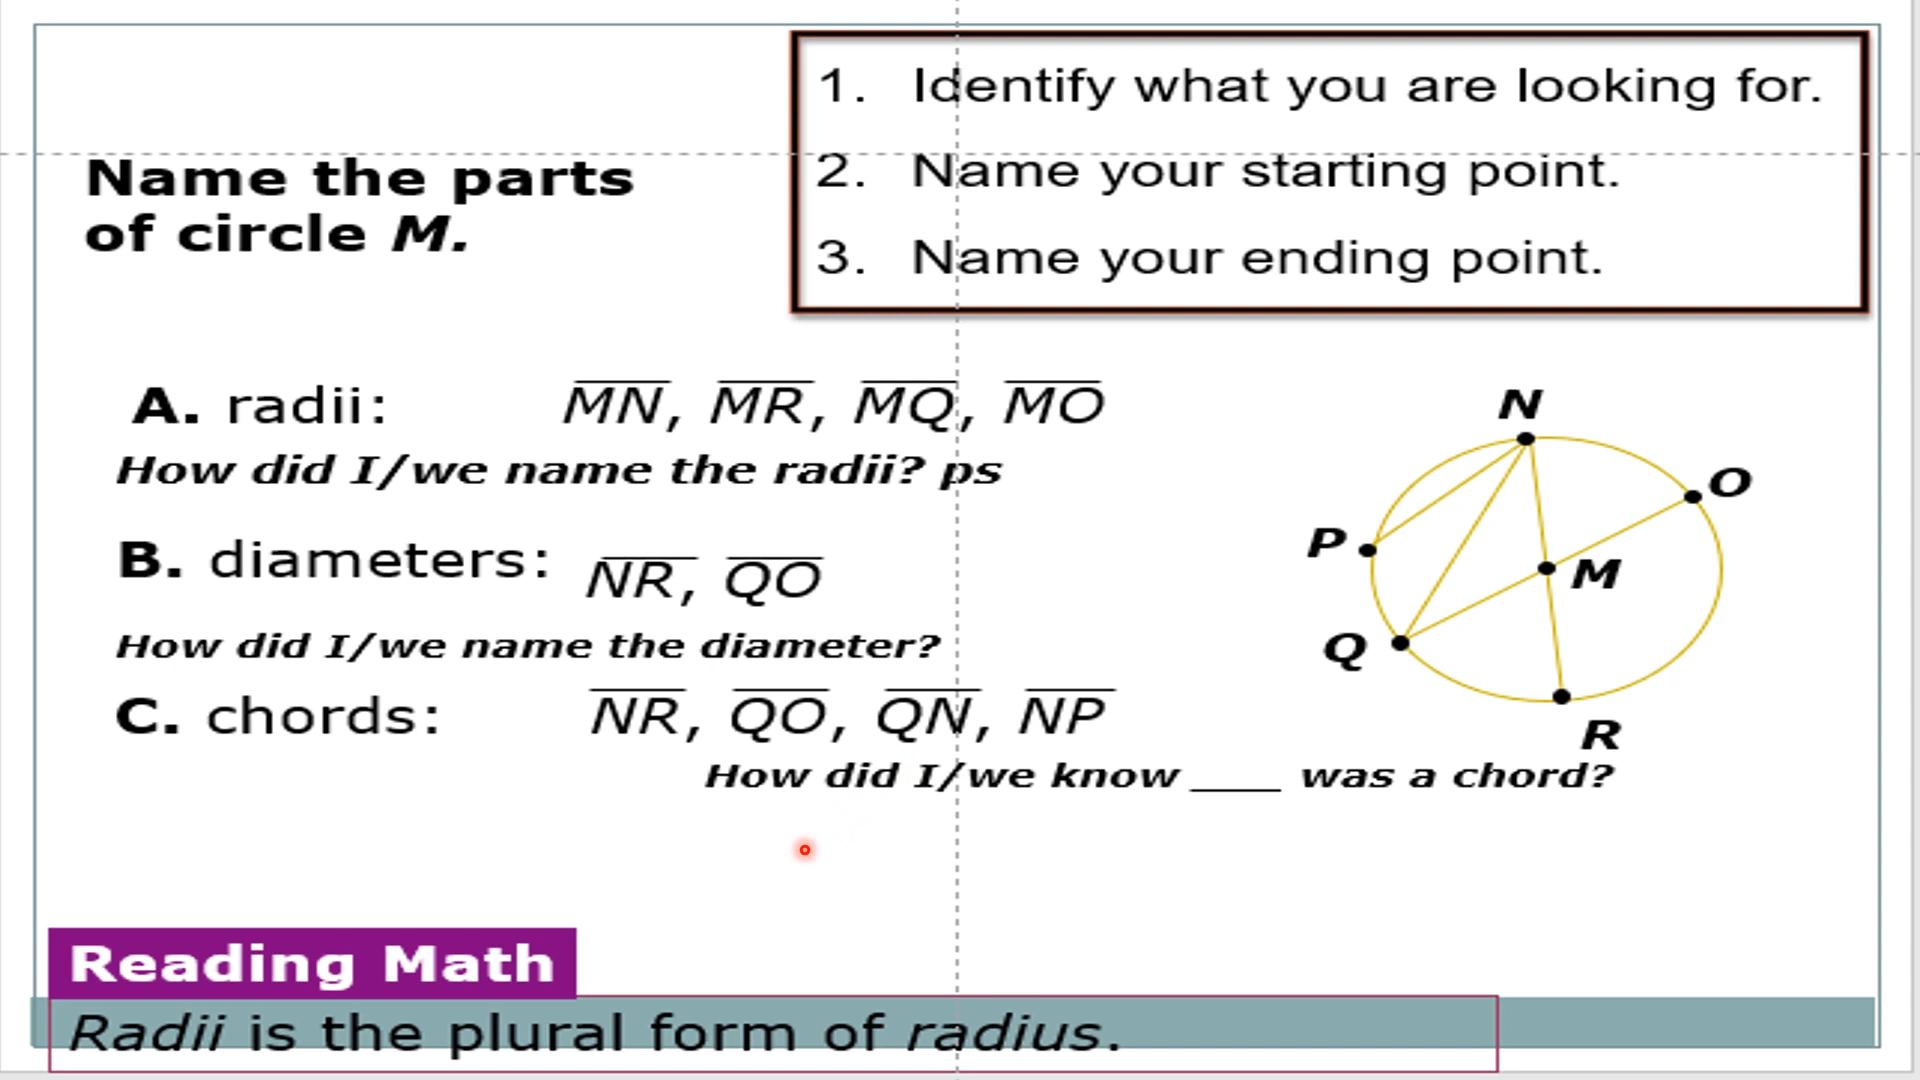 1. Identify what you are looking for.
2. Name your starting point.
3. Name your ending point.
Name the parts
of circle M.
A. radii: MN, MR, MQ, MO
How did I/we name the radii? ps
B. diameters: NR, QO
How did I/we name the diameter?
C. chords: NR, QO, QN, NP
How did I/we know ____ was a chord?
N
O
P
M
Q
R
Reading Math
Radii is the plural form of radius.